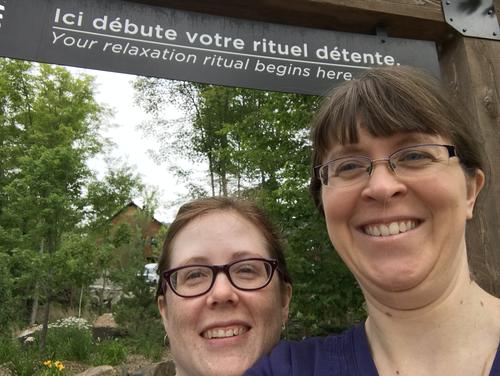 Ici débute votre rituel détente.
Your relaxation ritual begins here.